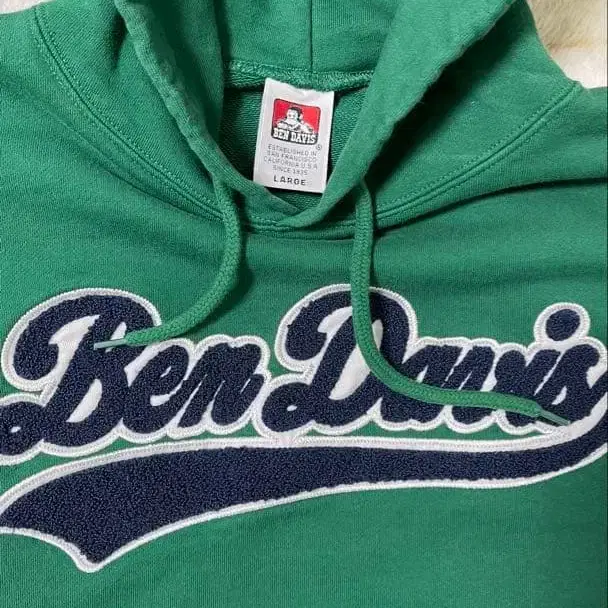 BEN DAVIS
®
ESTABLISHED IN
SAN FRANCISCO
CALIFORNIA U.S.A
SINCE 1935
LARGE
Ben Davis